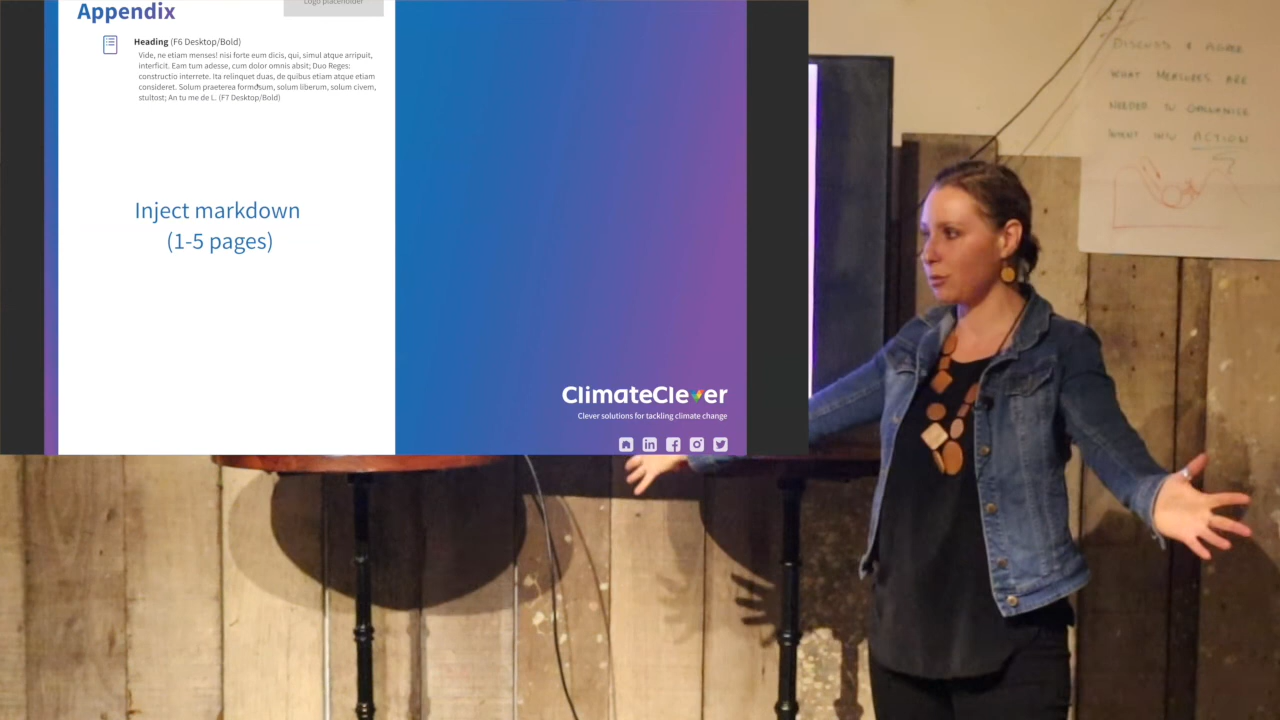 Appendix
Logo placeholder
Heading (F6 Desktop/Bold)
Vide, ne etiam menses! nisi forte eum dicis, qui, simul atque arripuit,
interficit. Eam tum adesse, cum dolor omnis absit; Duo Reges:
constructio interrete. Ita relinquet duas, de quibus etiam atque etiam
consideret. Solum praeterea formosum, solum liberum, solum civem,
stultost; An tu me de L. (F7 Desktop/Bold)
Inject markdown
(1-5 pages)
ClimateClever
Clever solutions for tackling climate change
in
DISCUSS & AGREE
WHAT MEASURES ARE
NEEDED TO ORGANISE
INTENT INTO ACTION